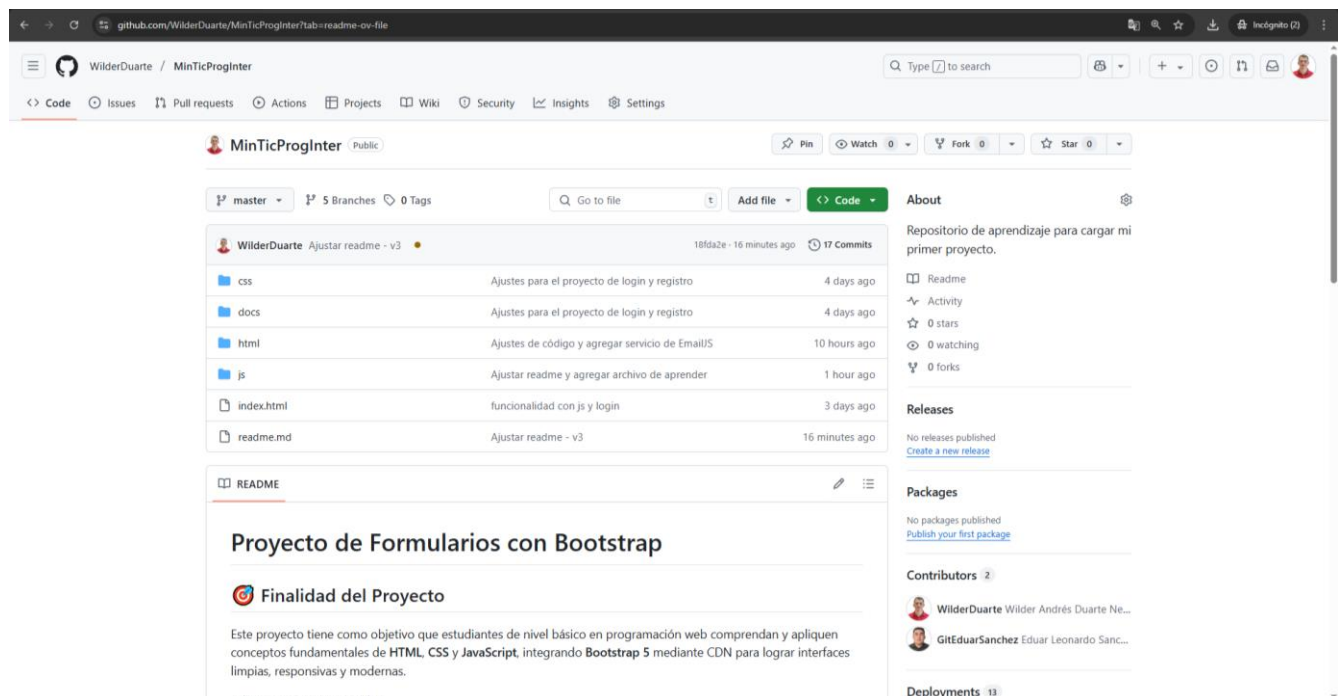 github.com/WilderDuarte/MinTicProgInter?tab=readme-ov-file
Incógnito (2)
WilderDuarte / MinTicProgInter
Type / to search
Code Issues Pull requests Actions Projects Wiki Security Insights Settings
MinTicProgInter Public
Pin Watch 0 Fork 0 Star 0
master 5 Branches 0 Tags Go to file t Add file Code
WilderDuarte Ajustar readme - v3 18fda2e · 16 minutes ago 17 Commits
css Ajustes para el proyecto de login y registro 4 days ago
docs Ajustes para el proyecto de login y registro 4 days ago
html Ajustes de código y agregar servicio de EmailJS 10 hours ago
js Ajustar readme y agregar archivo de aprender 1 hour ago
index.html funcionalidad con js y login 3 days ago
readme.md Ajustar readme - v3 16 minutes ago
README
Proyecto de Formularios con Bootstrap
Finalidad del Proyecto
Este proyecto tiene como objetivo que estudiantes de nivel básico en programación web comprendan y apliquen
conceptos fundamentales de HTML, CSS y JavaScript, integrando Bootstrap 5 mediante CDN para lograr interfaces
limpias, responsivas y modernas.
About
Repositorio de aprendizaje para cargar mi
primer proyecto.
Readme
Activity
0 stars
0 watching
0 forks
Releases
No releases published
Create a new release
Packages
No packages published
Publish your first package
Contributors 2
WilderDuarte Wilder Andrés Duarte Ne...
GitEduarSanchez Eduar Leonardo Sanc...
Deployments 13